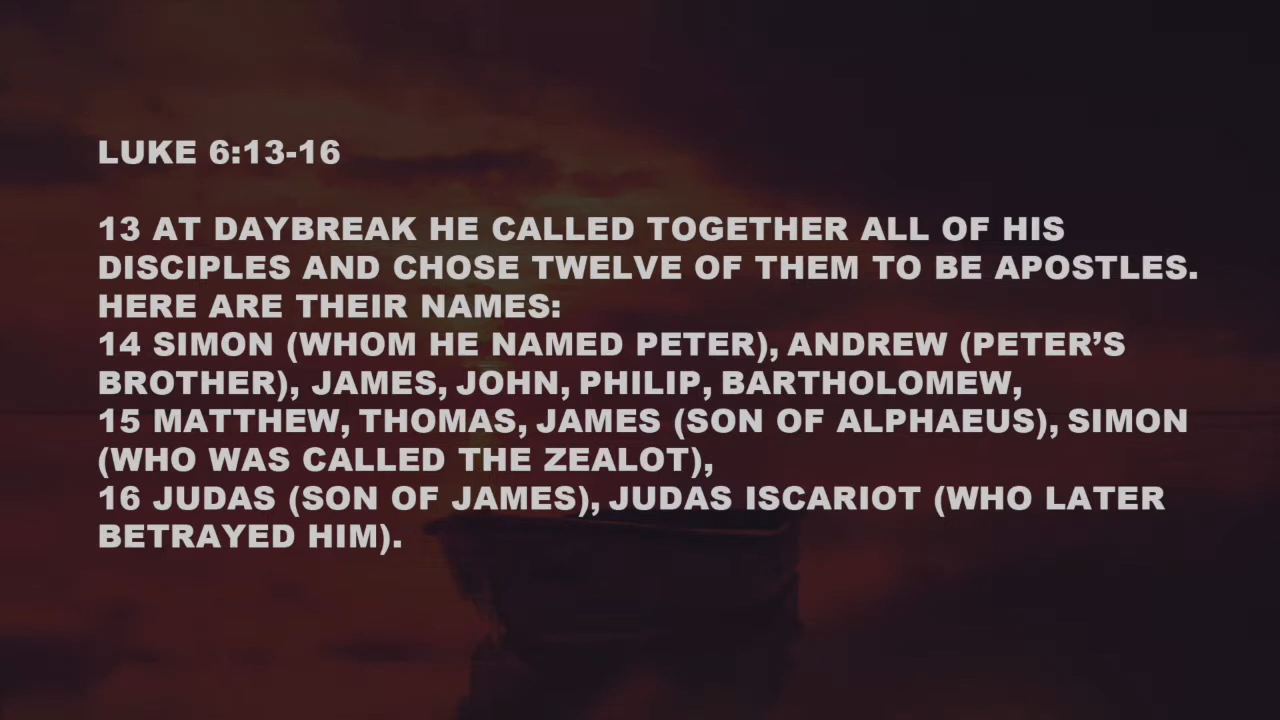 LUKE 6:13-16
13 AT DAYBREAK HE CALLED TOGETHER ALL OF HIS
DISCIPLES AND CHOSE TWELVE OF THEM TO BE APOSTLES.
HERE ARE THEIR NAMES:
14 SIMON (WHOM HE NAMED PETER), ANDREW (PETER’S
BROTHER), JAMES, JOHN, PHILIP, BARTHOLOMEW,
15 MATTHEW, THOMAS, JAMES (SON OF ALPHAEUS), SIMON
(WHO WAS CALLED THE ZEALOT),
16 JUDAS (SON OF JAMES), JUDAS ISCARIOT (WHO LATER
BETRAYED HIM).